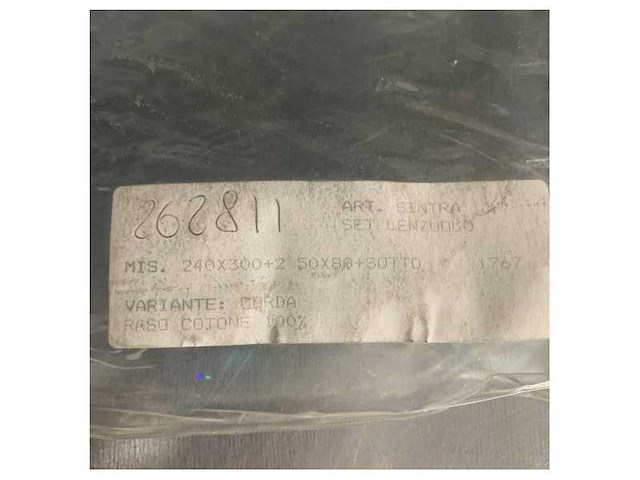 262811
ART. SINTRA
SET LENZUOLO
MIS. 240X300+2 50X80+SOTTO 1767
VARIANTE: CORDA
RASO COTONE 100%